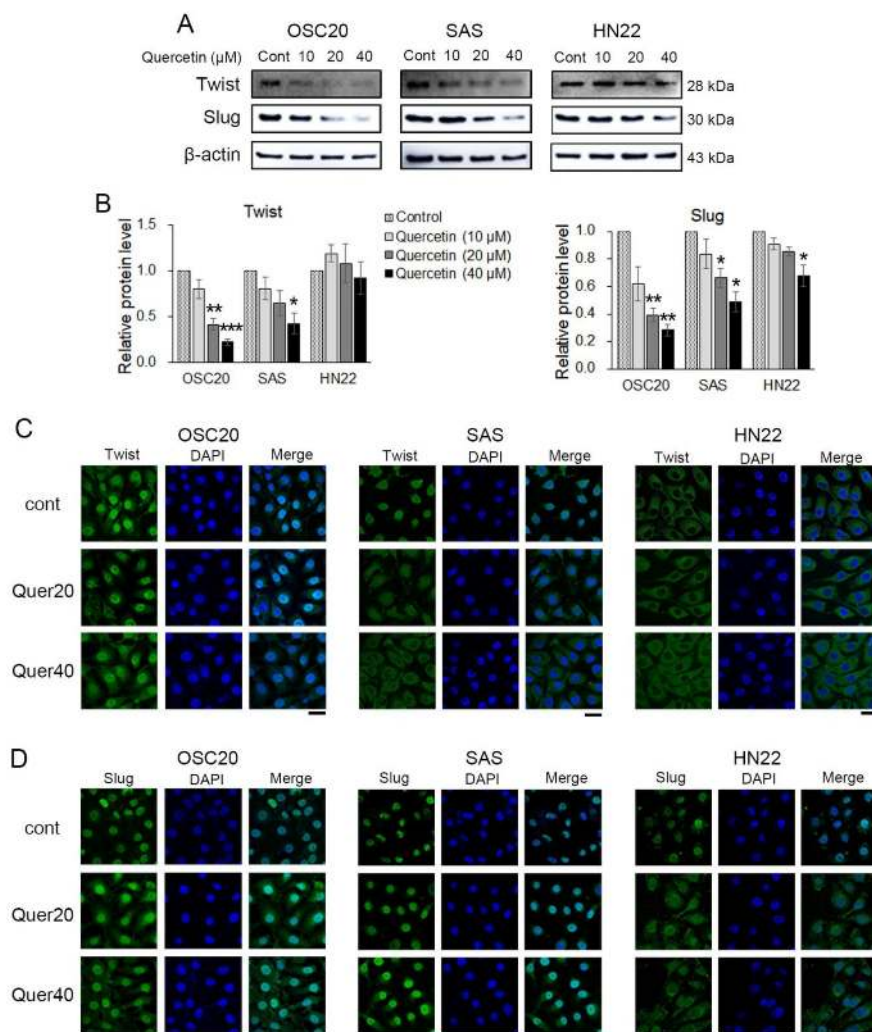 A
OSC20 SAS HN22
Quercetin (μM) Cont 10 20 40 Cont 10 20 40 Cont 10 20 40
Twist 28 kDa
Slug 30 kDa
β-actin 43 kDa
B
Twist
Relative protein level
1.5
1.0
0.5
0.0
** *** *
OSC20 SAS HN22
Control
Quercetin (10 μM)
Quercetin (20 μM)
Quercetin (40 μM)
Slug
Relative protein level
1.0
0.8
0.6
0.4
0.2
0.0
** ** * * *
OSC20 SAS HN22
C
OSC20 SAS HN22
Twist DAPI Merge Twist DAPI Merge Twist DAPI Merge
cont
Quer20
Quer40
D
OSC20 SAS HN22
Slug DAPI Merge Slug DAPI Merge Slug DAPI Merge
cont
Quer20
Quer40